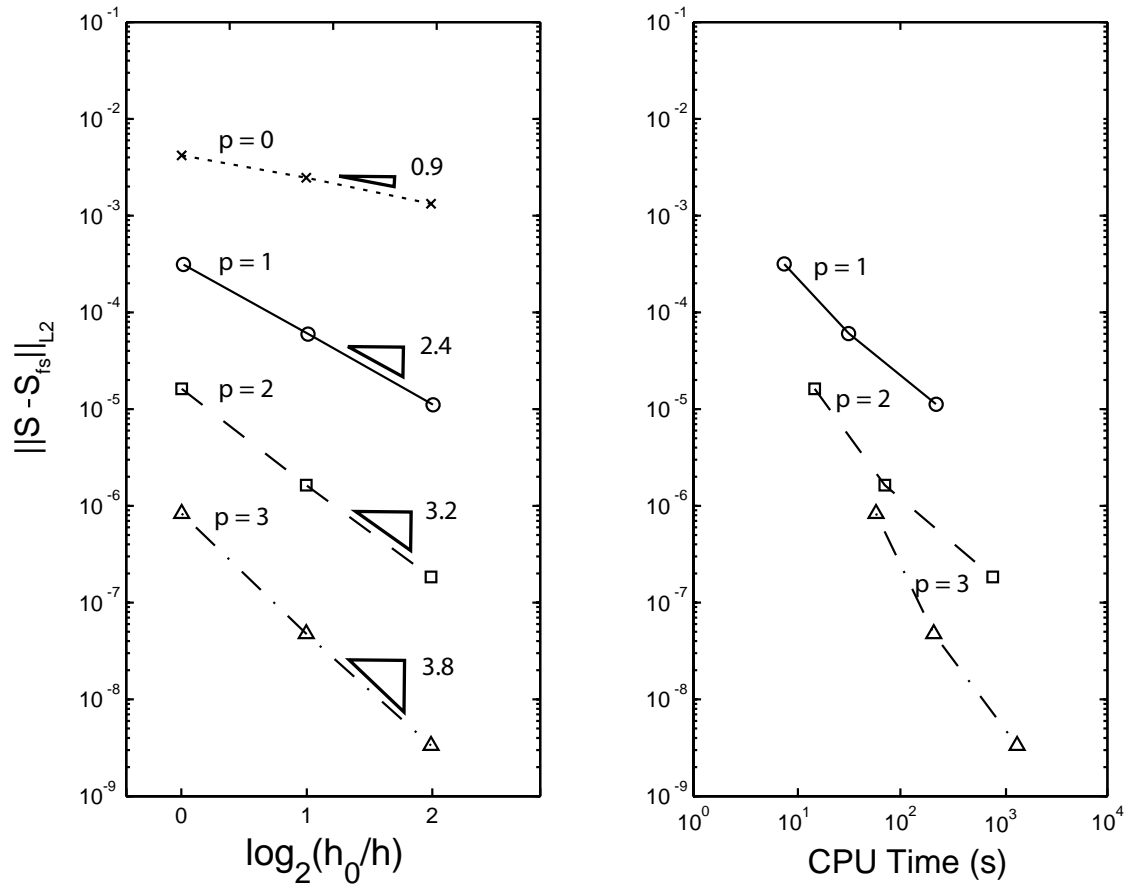 10^-1
10^-2
10^-3
10^-4
10^-5
10^-6
10^-7
10^-8
10^-9
||S - S_fs||_L2
p = 0
0.9
p = 1
2.4
p = 2
3.2
p = 3
3.8
0 1 2
log_2(h_0/h)
10^-1
10^-2
10^-3
10^-4
10^-5
10^-6
10^-7
10^-8
10^-9
p = 1
p = 2
p = 3
10^0 10^1 10^2 10^3 10^4
CPU Time (s)